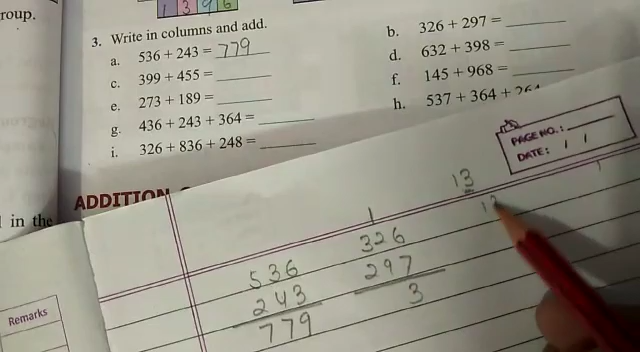 roup.
1 3 9 6
3. Write in columns and add.
a. 536 + 243 = 779
b. 326 + 297 =
c. 399 + 455 =
d. 632 + 398 =
e. 273 + 189 =
f. 145 + 968 =
g. 436 + 243 + 364 =
h. 537 + 364 +
i. 326 + 836 + 248 =
ADDITION
in the
PAGE NO.:
DATE: / /
13
1
536
243
779
326
297
3
Remarks